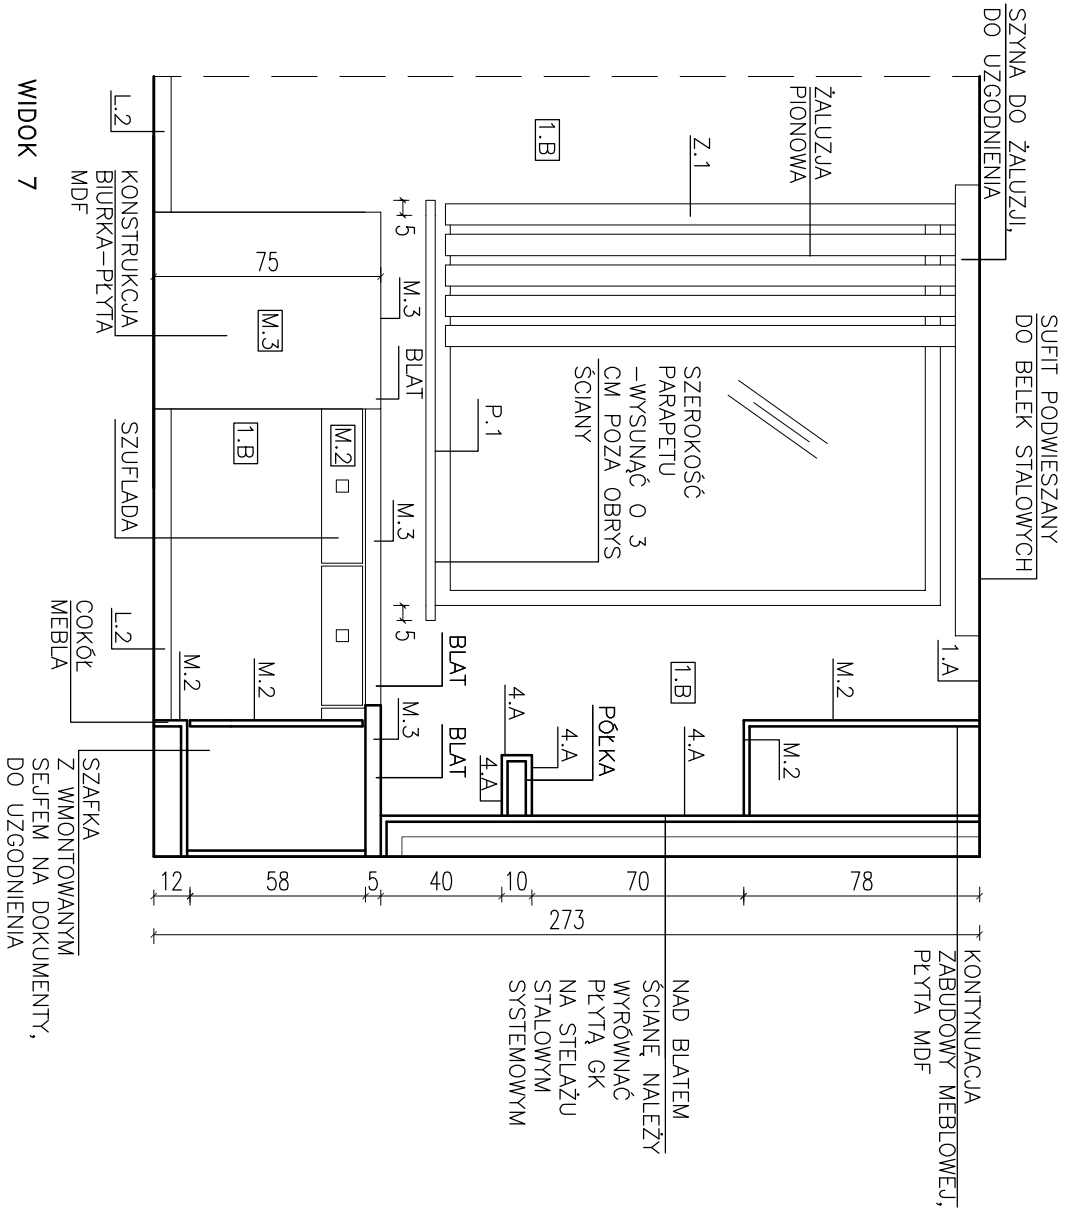 SZYNA DO ŻALUZJI,
DO UZGODNIENIA
SUFIT PODWIESZANY
DO BELEK STALOWYCH
KONTYNUACJA
ZABUDOWY MEBLOWEJ,
PŁYTA MDF
ŻALUZJA
PIONOWA
Z.1
1.B
1.A
M.2
M.2
1.B
4.A
SZEROKOŚĆ
PARAPETU
-WYSUNĄĆ O 3
CM POZA OBRYS
ŚCIANY
P.1
PÓŁKA
4.A
4.A
4.A
NAD BLATEM
ŚCIANĘ NALEŻY
WYRÓWNAĆ
PŁYTĄ GK
NA STELAŻU
STALOWYM
SYSTEMOWYM
5
5
M.3
BLAT
M.3
BLAT
BLAT
M.3
75
M.3
M.2
1.B
M.2
M.2
L.2
L.2
KONSTRUKCJA
BIURKA-PŁYTA
MDF
SZUFLADA
COKÓŁ
MEBLA
SZAFKA
Z WMONTOWANYM
SEJFEM NA DOKUMENTY,
DO UZGODNIENIA
78
70
10
40
5
58
12
273
WIDOK 7